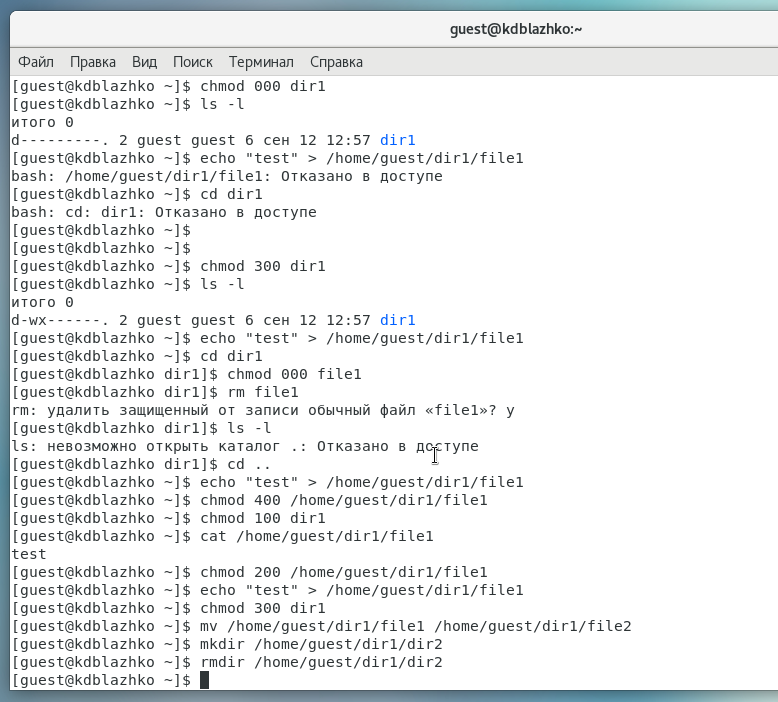 guest@kdblazhko:~
Файл Правка Вид Поиск Терминал Справка
[guest@kdblazhko ~]$ chmod 000 dir1
[guest@kdblazhko ~]$ ls -l
итого 0
d---------. 2 guest guest 6 сен 12 12:57 dir1
[guest@kdblazhko ~]$ echo "test" > /home/guest/dir1/file1
bash: /home/guest/dir1/file1: Отказано в доступе
[guest@kdblazhko ~]$ cd dir1
bash: cd: dir1: Отказано в доступе
[guest@kdblazhko ~]$
[guest@kdblazhko ~]$
[guest@kdblazhko ~]$ chmod 300 dir1
[guest@kdblazhko ~]$ ls -l
итого 0
d-wx------. 2 guest guest 6 сен 12 12:57 dir1
[guest@kdblazhko ~]$ echo "test" > /home/guest/dir1/file1
[guest@kdblazhko ~]$ cd dir1
[guest@kdblazhko dir1]$ chmod 000 file1
[guest@kdblazhko dir1]$ rm file1
rm: удалить защищенный от записи обычный файл «file1»? y
[guest@kdblazhko dir1]$ ls -l
ls: невозможно открыть каталог .: Отказано в доступе
[guest@kdblazhko dir1]$ cd ..
[guest@kdblazhko ~]$ echo "test" > /home/guest/dir1/file1
[guest@kdblazhko ~]$ chmod 400 /home/guest/dir1/file1
[guest@kdblazhko ~]$ chmod 100 dir1
[guest@kdblazhko ~]$ cat /home/guest/dir1/file1
test
[guest@kdblazhko ~]$ chmod 200 /home/guest/dir1/file1
[guest@kdblazhko ~]$ echo "test" > /home/guest/dir1/file1
[guest@kdblazhko ~]$ chmod 300 dir1
[guest@kdblazhko ~]$ mv /home/guest/dir1/file1 /home/guest/dir1/file2
[guest@kdblazhko ~]$ mkdir /home/guest/dir1/dir2
[guest@kdblazhko ~]$ rmdir /home/guest/dir1/dir2
[guest@kdblazhko ~]$